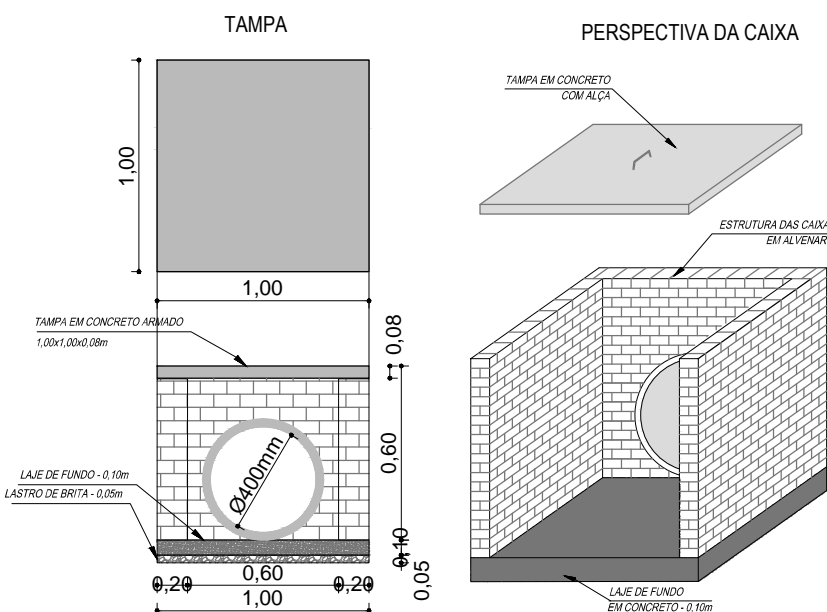 TAMPA
1,00
1,00
TAMPA EM CONCRETO ARMADO
1,00x1,00x0,08m
0,08
0,60
Ø400mm
LAJE DE FUNDO - 0,10m
LASTRO DE BRITA - 0,05m
0,10
0,05
0,20
0,60
0,20
1,00
PERSPECTIVA DA CAIXA
TAMPA EM CONCRETO
COM ALÇA
ESTRUTURA DAS CAIXA
EM ALVENAR
LAJE DE FUNDO
EM CONCRETO - 0.10m